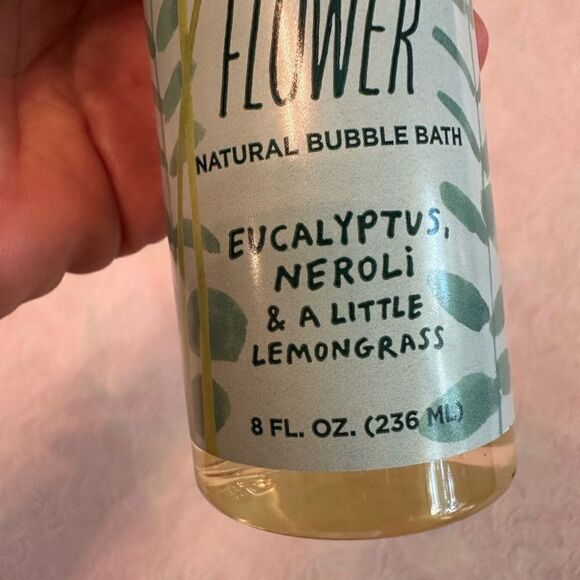 FLOWER
NATURAL BUBBLE BATH
EUCALYPTUS,
NEROLi
& A LITTLE
LEMONGRASS
8 FL. OZ. (236 ML)